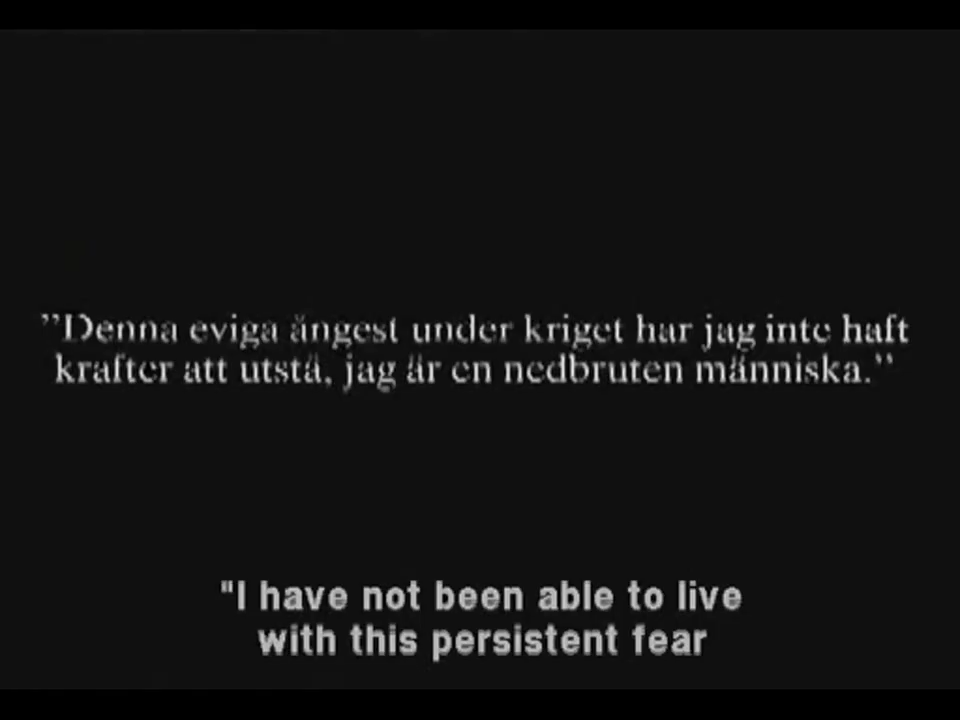 ”Denna eviga ångest under kriget har jag inte haft
krafter att utstå, jag är en nedbruten människa.”
"I have not been able to live
with this persistent fear